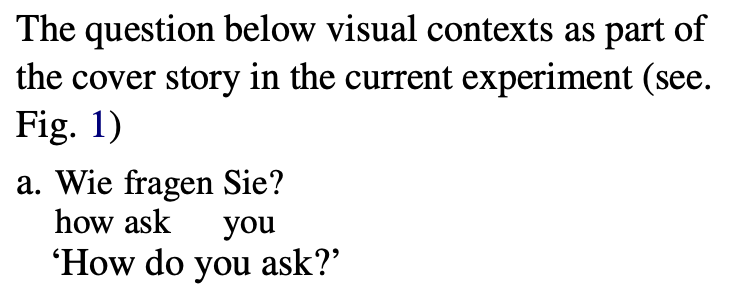 The question below visual contexts as part of
the cover story in the current experiment (see.
Fig. 1)
a. Wie fragen Sie?
how ask you
‘How do you ask?’